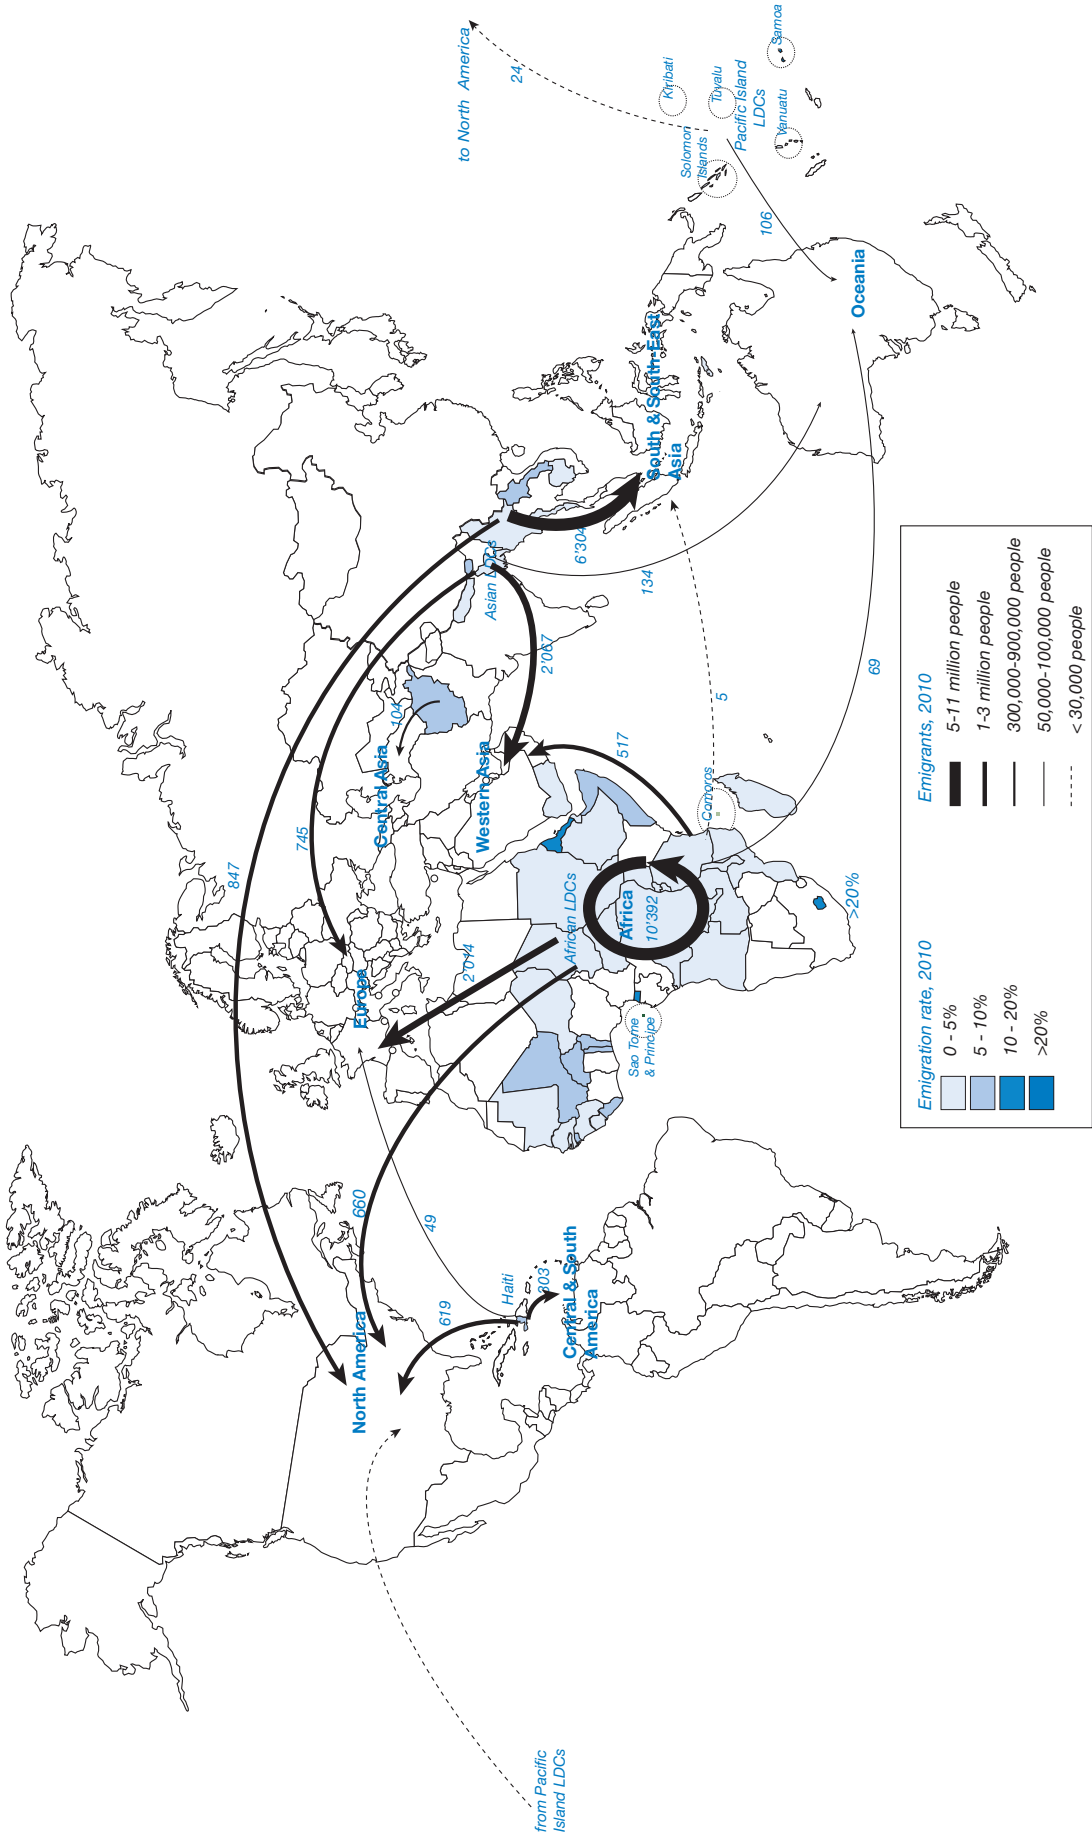 from Pacific
Island LDCs
North America
847
745
660
619
49
Haiti
303
Central & South
America
Europe
2'014
Central Asia
104
Western Asia
517
2'067
Asian LDCs
6'304
134
South & South-East
Asia
5
69
African LDCs
Africa
10'392
Sao Tome
& Principe
Comoros
>20%
to North America
24
Kiribati
Tuvalu
Samoa
Solomon
Islands
Pacific Island
LDCs
Vanuatu
106
Oceania
Emigration rate, 2010
0 - 5%
5 - 10%
10 - 20%
>20%
Emigrants, 2010
5-11 million people
1-3 million people
300,000-900,000 people
50,000-100,000 people
< 30,000 people